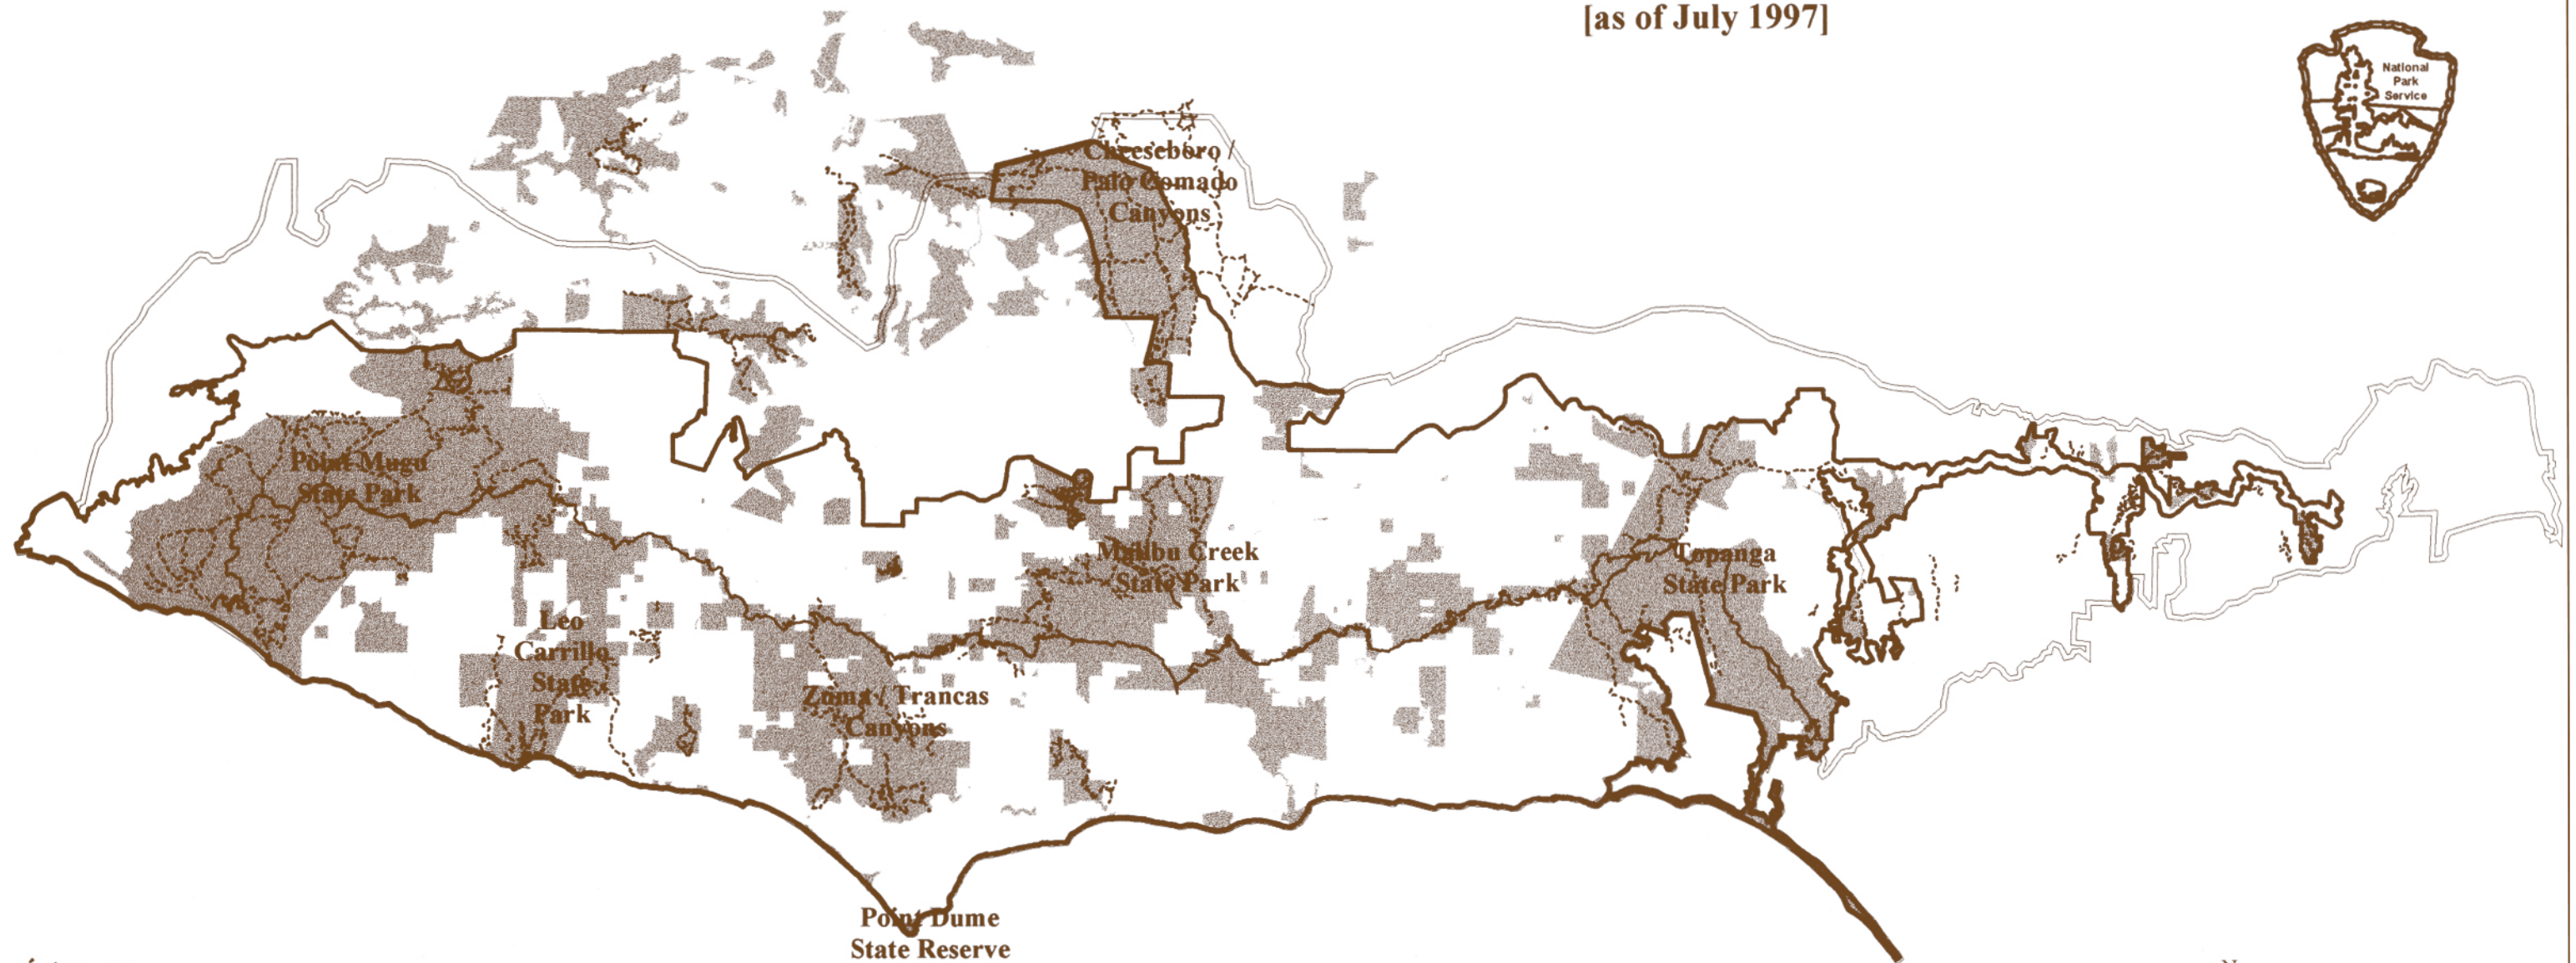 [as of July 1997]
National
Park
Service
Cheeseboro /
Palo Comado
Canyons
Point Mugu
State Park
Malibu Creek
State Park
Topanga
State Park
Leo
Carrillo
State
Park
Zuma / Trancas
Canyons
Point Dume
State Reserve